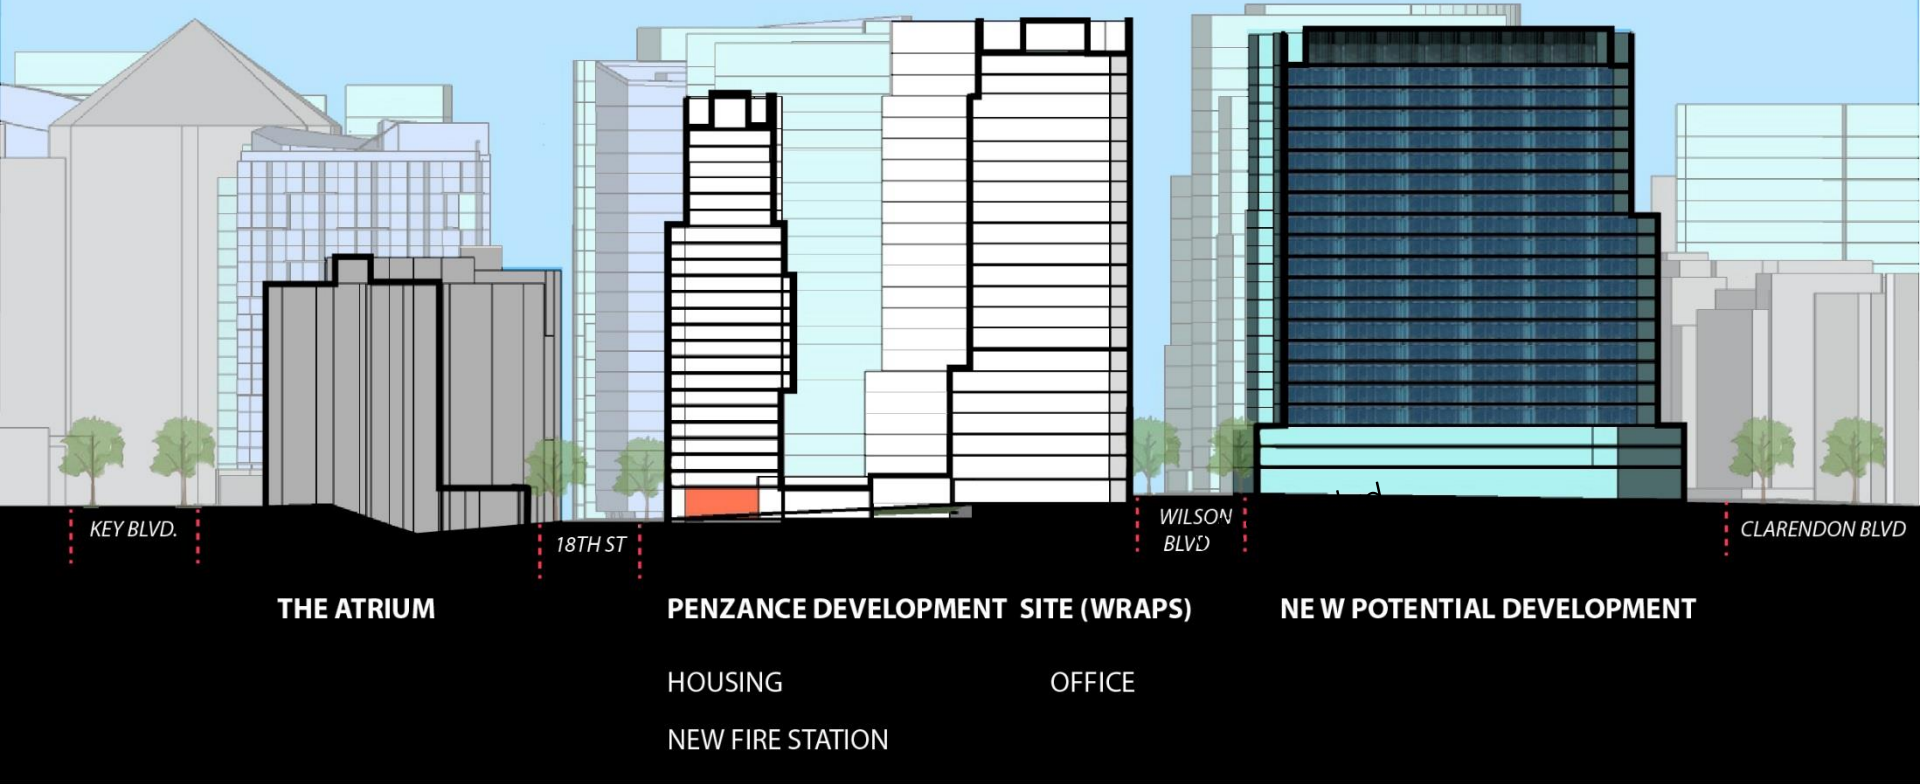 KEY BLVD.
18TH ST
WILSON
BLVD
CLARENDON BLVD
THE ATRIUM
PENZANCE DEVELOPMENT SITE (WRAPS)
NE W POTENTIAL DEVELOPMENT
HOUSING
OFFICE
NEW FIRE STATION